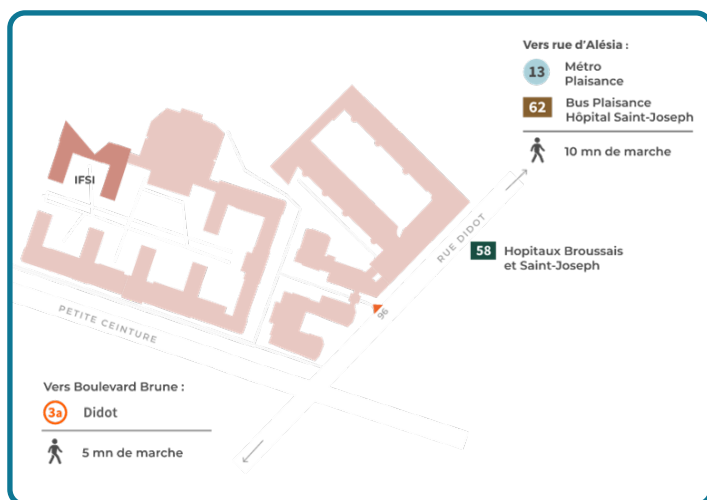 Vers rue d'Alésia :
13
Métro
Plaisance
62
Bus Plaisance
Hôpital Saint-Joseph
10 mn de marche
IFSI
RUE DIDOT
58
Hopitaux Broussais
et Saint-Joseph
96
PETITE CEINTURE
Vers Boulevard Brune :
3a
Didot
5 mn de marche